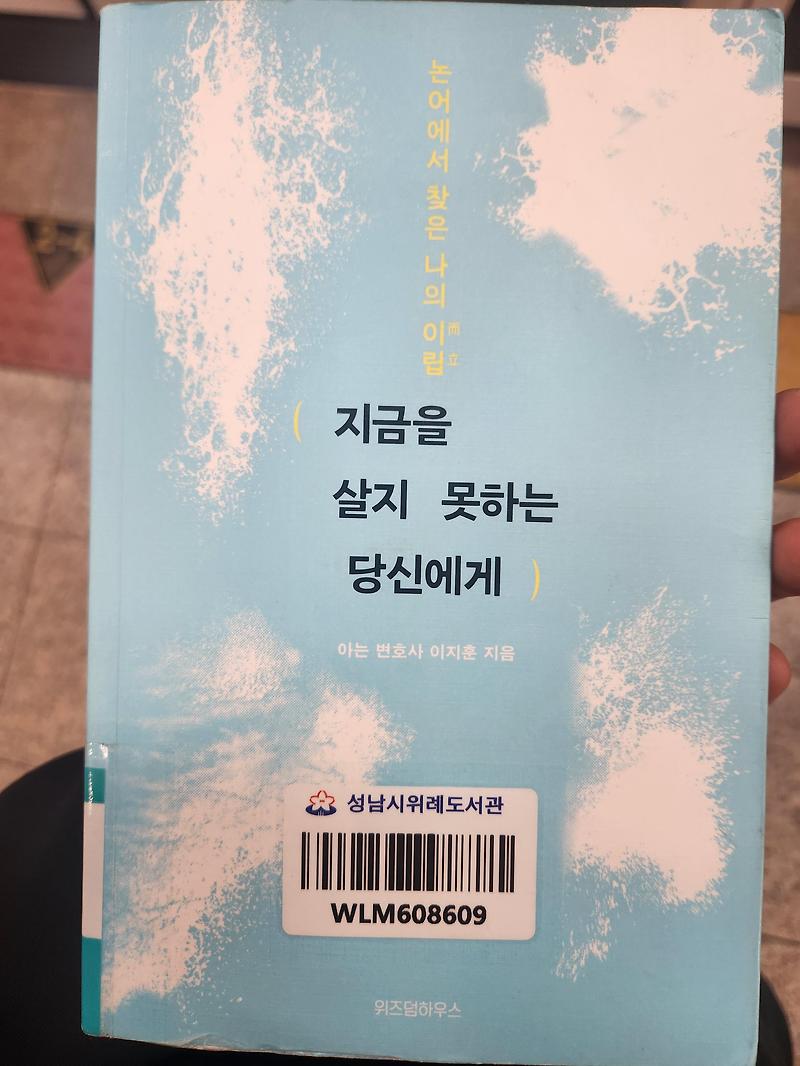 논어에서 찾은 나의 이립
而立
지금을
살지 못하는
당신에게
아는 변호사 이지훈 지음
성남시위례도서관
WLM608609
위즈덤하우스